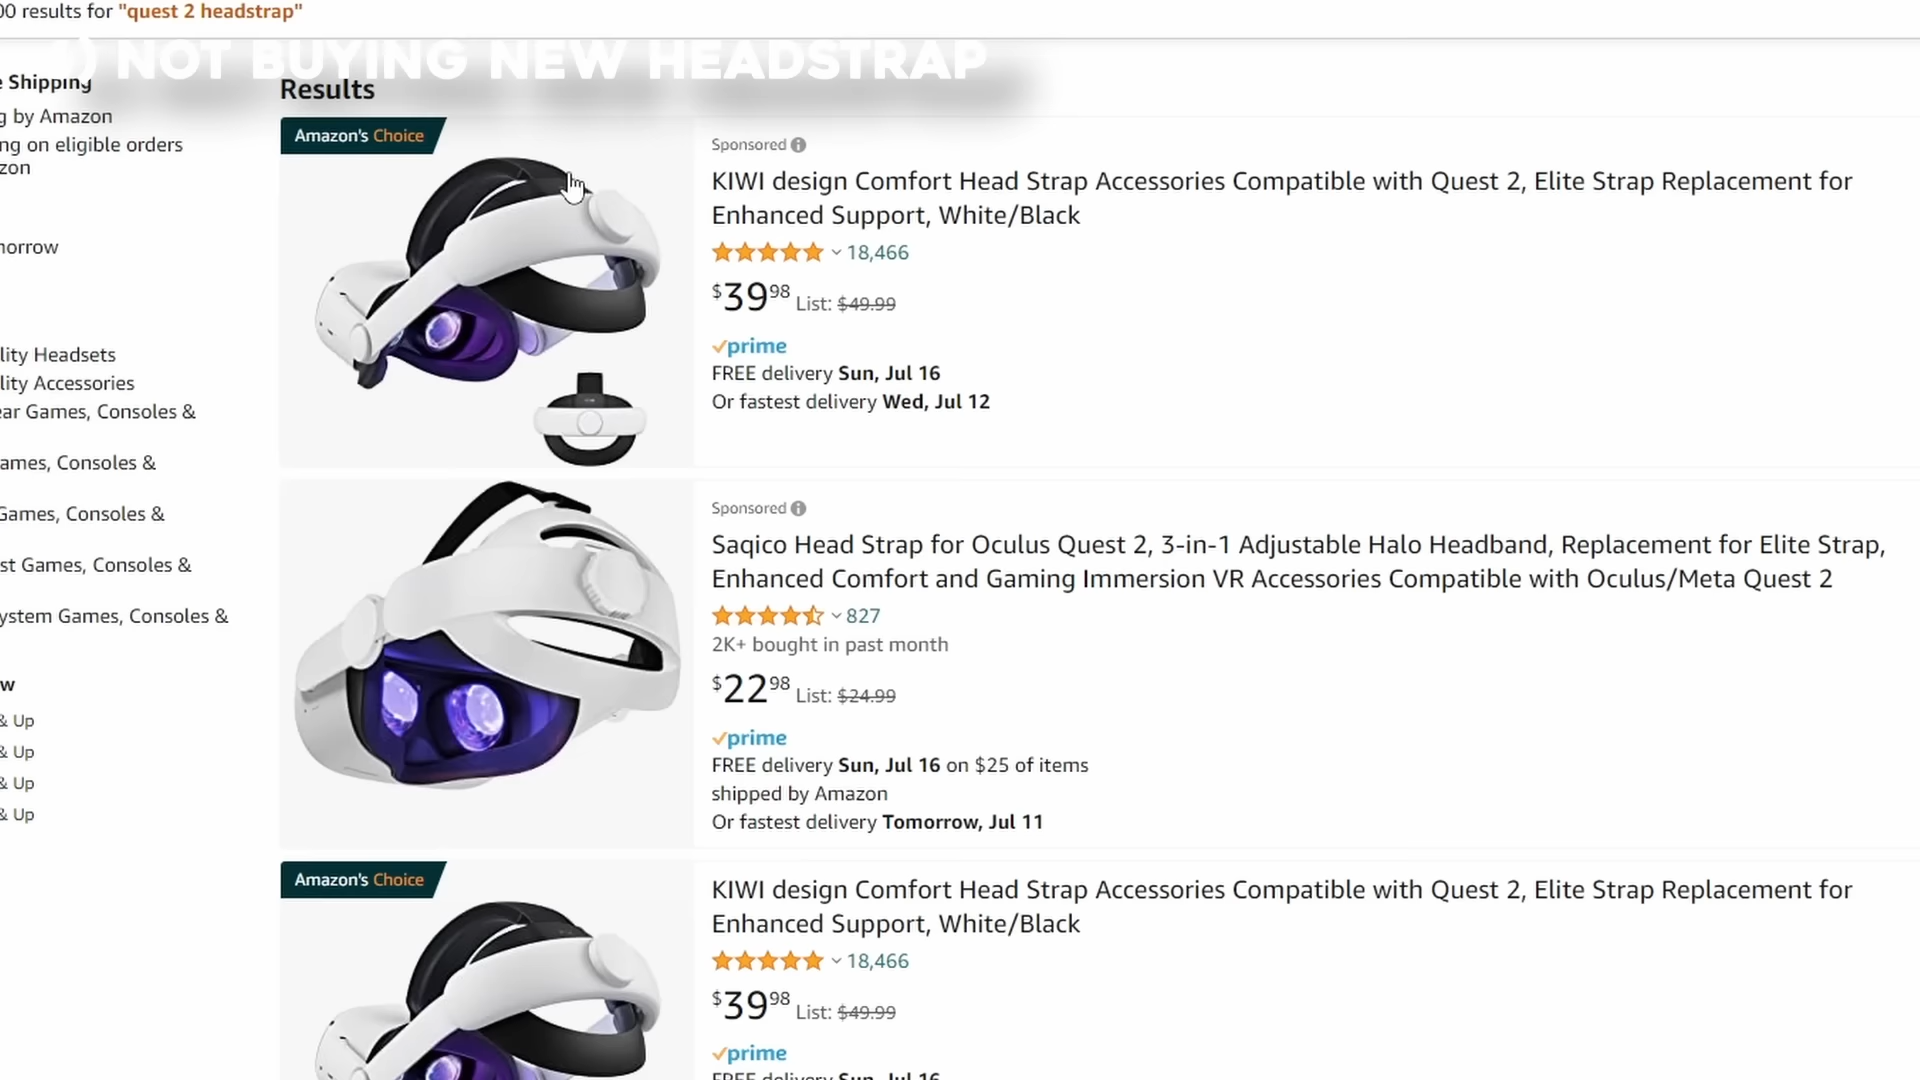 00 results for "quest 2 headstrap"
) NOT BUYING NEW HEADSTRAP
e Shipping
g by Amazon
ng on eligible orders
zon
morrow
lity Headsets
lity Accessories
ear Games, Consoles &
ames, Consoles &
Games, Consoles &
st Games, Consoles &
ystem Games, Consoles &
w
& Up
& Up
& Up
& Up
Results
Amazon's Choice
Sponsored
KIWI design Comfort Head Strap Accessories Compatible with Quest 2, Elite Strap Replacement for
Enhanced Support, White/Black
18,466
$39.98 List: $49.99
prime
FREE delivery Sun, Jul 16
Or fastest delivery Wed, Jul 12
Sponsored
Saqico Head Strap for Oculus Quest 2, 3-in-1 Adjustable Halo Headband, Replacement for Elite Strap,
Enhanced Comfort and Gaming Immersion VR Accessories Compatible with Oculus/Meta Quest 2
827
2K+ bought in past month
$22.98 List: $24.99
prime
FREE delivery Sun, Jul 16 on $25 of items
shipped by Amazon
Or fastest delivery Tomorrow, Jul 11
Amazon's Choice
KIWI design Comfort Head Strap Accessories Compatible with Quest 2, Elite Strap Replacement for
Enhanced Support, White/Black
18,466
$39.98 List: $49.99
prime
FREE delivery Sun, Jul 16